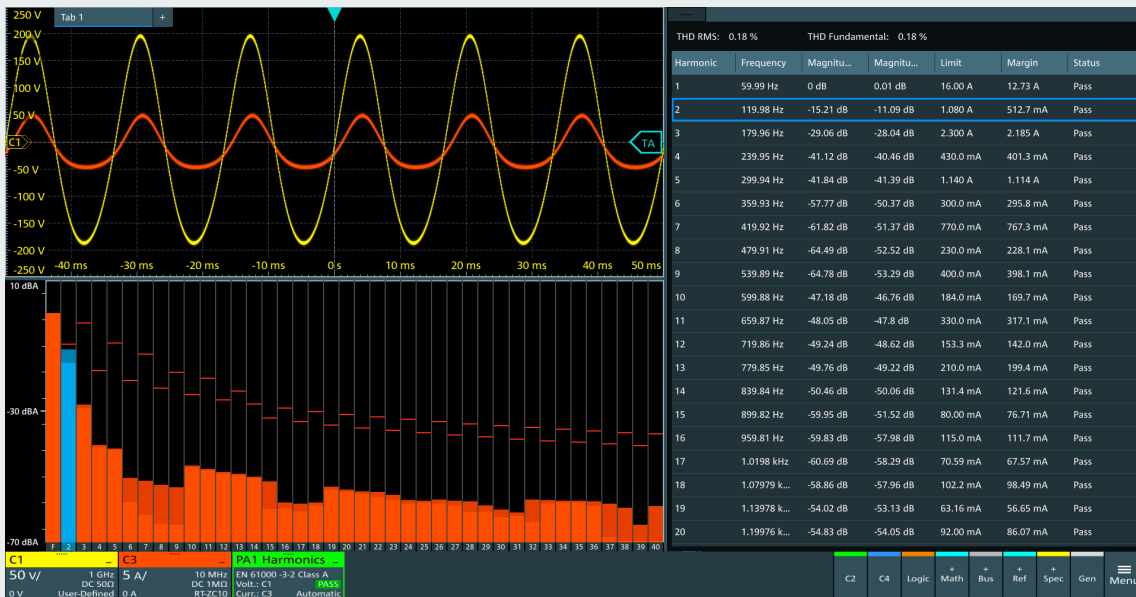 250 V
Tab 1
+
200 V
150 V
100 V
50 V
C1
TA
-50 V
-100 V
-150 V
-200 V
-250 V
-40 ms -30 ms -20 ms -10 ms 0 s 10 ms 20 ms 30 ms 40 ms 50 ms
10 dBA
-30 dBA
-70 dBA
F 2 3 4 5 6 7 8 9 10 11 12 13 14 15 16 17 18 19 20 21 22 23 24 25 26 27 28 29 30 31 32 33 34 35 36 37 38 39 40
THD RMS: 0.18 % THD Fundamental: 0.18 %
Harmonic Frequency Magnitu... Magnitu... Limit Margin Status
1 59.99 Hz 0 dB 0.01 dB 16.00 A 12.73 A Pass
2 119.98 Hz -15.21 dB -11.09 dB 1.080 A 512.7 mA Pass
3 179.96 Hz -29.06 dB -28.04 dB 2.300 A 2.185 A Pass
4 239.95 Hz -41.12 dB -40.46 dB 430.0 mA 401.3 mA Pass
5 299.94 Hz -41.84 dB -41.39 dB 1.140 A 1.114 A Pass
6 359.93 Hz -57.77 dB -50.37 dB 300.0 mA 295.8 mA Pass
7 419.92 Hz -61.82 dB -51.37 dB 770.0 mA 767.3 mA Pass
8 479.91 Hz -64.49 dB -52.52 dB 230.0 mA 228.1 mA Pass
9 539.89 Hz -64.78 dB -53.29 dB 400.0 mA 398.1 mA Pass
10 599.88 Hz -47.18 dB -46.76 dB 184.0 mA 169.7 mA Pass
11 659.87 Hz -48.05 dB -47.8 dB 330.0 mA 317.1 mA Pass
12 719.86 Hz -49.24 dB -48.62 dB 153.3 mA 142.0 mA Pass
13 779.85 Hz -49.76 dB -49.22 dB 210.0 mA 199.4 mA Pass
14 839.84 Hz -50.46 dB -50.06 dB 131.4 mA 121.6 mA Pass
15 899.82 Hz -59.95 dB -51.52 dB 80.00 mA 76.71 mA Pass
16 959.81 Hz -59.83 dB -57.98 dB 115.0 mA 111.7 mA Pass
17 1.0198 kHz -60.69 dB -58.29 dB 70.59 mA 67.57 mA Pass
18 1.07979 k... -58.86 dB -57.96 dB 102.2 mA 98.49 mA Pass
19 1.13978 k... -54.02 dB -53.13 dB 63.16 mA 56.65 mA Pass
20 1.19976 k... -54.83 dB -54.05 dB 92.00 mA 86.07 mA Pass
C1 C3 PA1 Harmonics
50 V/ 1 GHz 5 A/ 10 MHz EN 61000 -3-2 Class A
DC 50Ω DC 1MΩ Volt.: C1 PASS
0 V User-Defined 0 A RT-ZC10 Curr.: C3 Automatic
C2 C4 Logic + Math + Bus + Ref + Spec Gen Menu